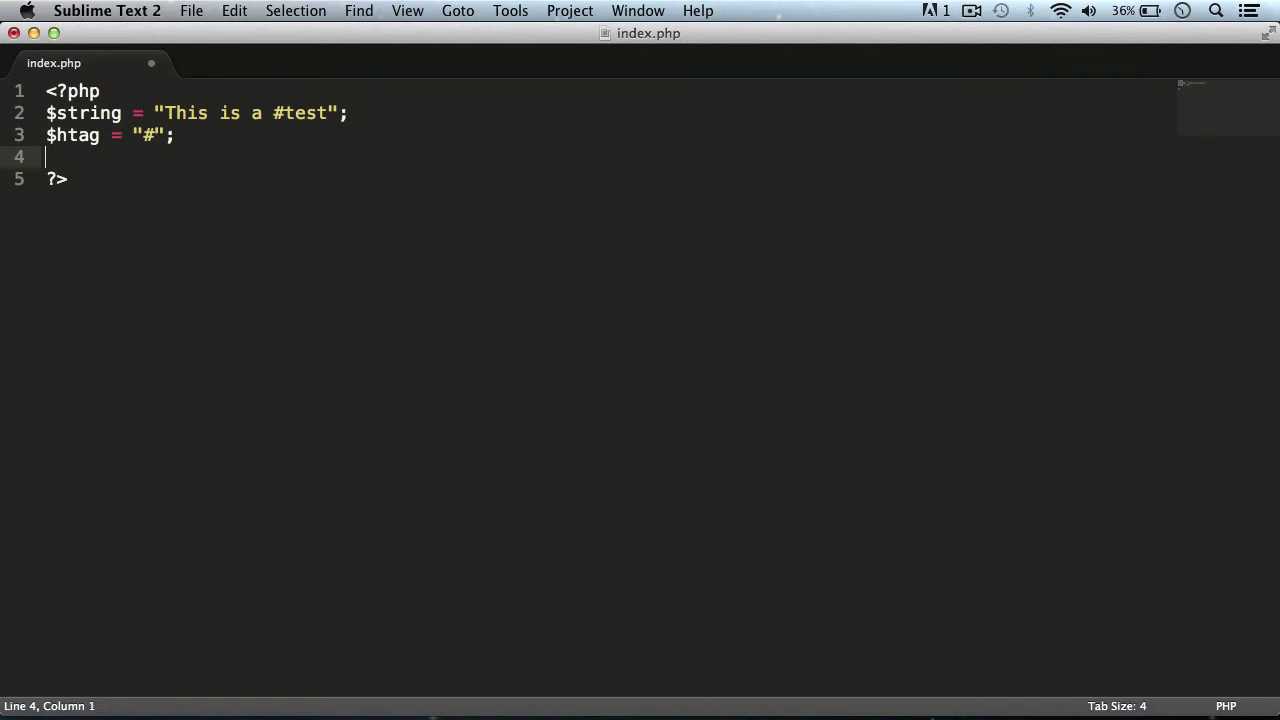 Sublime Text 2 File Edit Selection Find View Goto Tools Project Window Help 1 36%
index.php
index.php
1 <?php
2 $string = "This is a #test";
3 $htag = "#";
4
5 ?>
Line 4, Column 1 Tab Size: 4 PHP